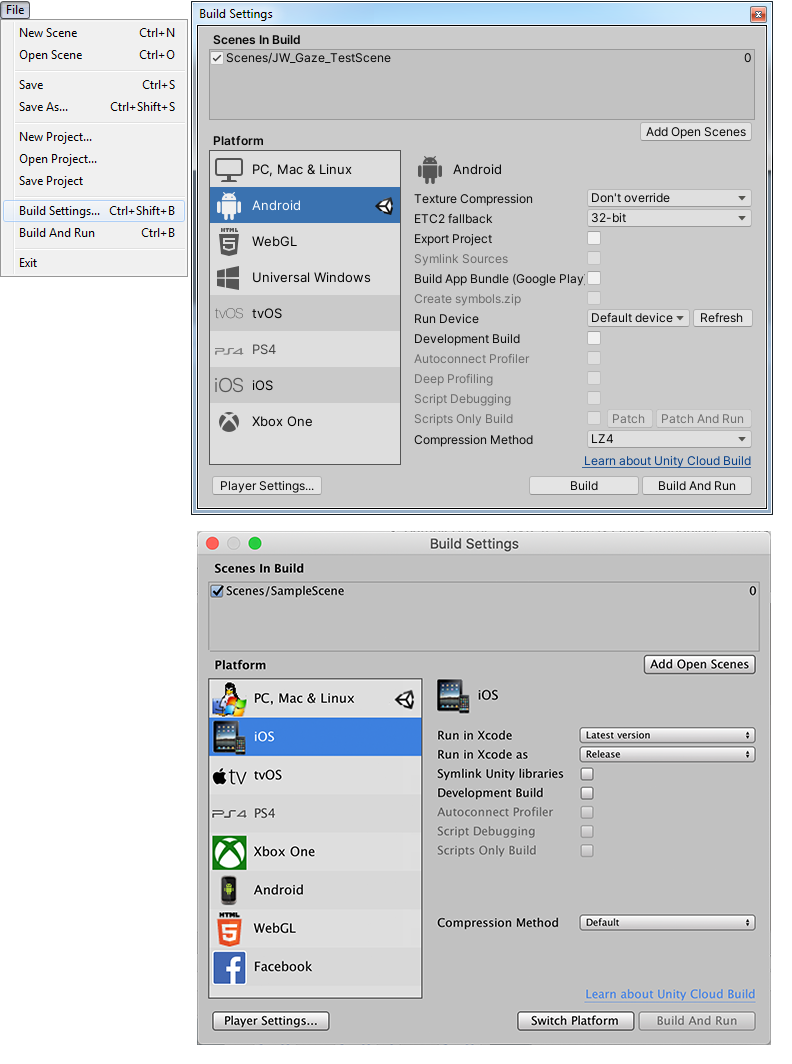 File
New Scene Ctrl+N
Open Scene Ctrl+O
Save Ctrl+S
Save As... Ctrl+Shift+S
New Project...
Open Project...
Save Project
Build Settings... Ctrl+Shift+B
Build And Run Ctrl+B
Exit
Build Settings
Scenes In Build
Scenes/JW_Gaze_TestScene 0
Add Open Scenes
Platform
PC, Mac & Linux
Android
HTML
5
WebGL
Universal Windows
tvOS tvOS
PS4 PS4
iOS iOS
Xbox One
Android
Texture Compression Don't override
ETC2 fallback 32-bit
Export Project
Symlink Sources
Build App Bundle (Google Play)
Create symbols.zip
Run Device Default device Refresh
Development Build
Autoconnect Profiler
Deep Profiling
Script Debugging
Scripts Only Build Patch Patch And Run
Compression Method LZ4
Learn about Unity Cloud Build
Player Settings... Build Build And Run
Build Settings
Scenes In Build
Scenes/SampleScene 0
Add Open Scenes
Platform
PC, Mac & Linux
iOS
tv tvOS
PS4 PS4
Xbox One
Android
HTML
5
WebGL
f Facebook
iOS
Run in Xcode Latest version
Run in Xcode as Release
Symlink Unity libraries
Development Build
Autoconnect Profiler
Script Debugging
Scripts Only Build
Compression Method Default
Learn about Unity Cloud Build
Player Settings... Switch Platform Build And Run